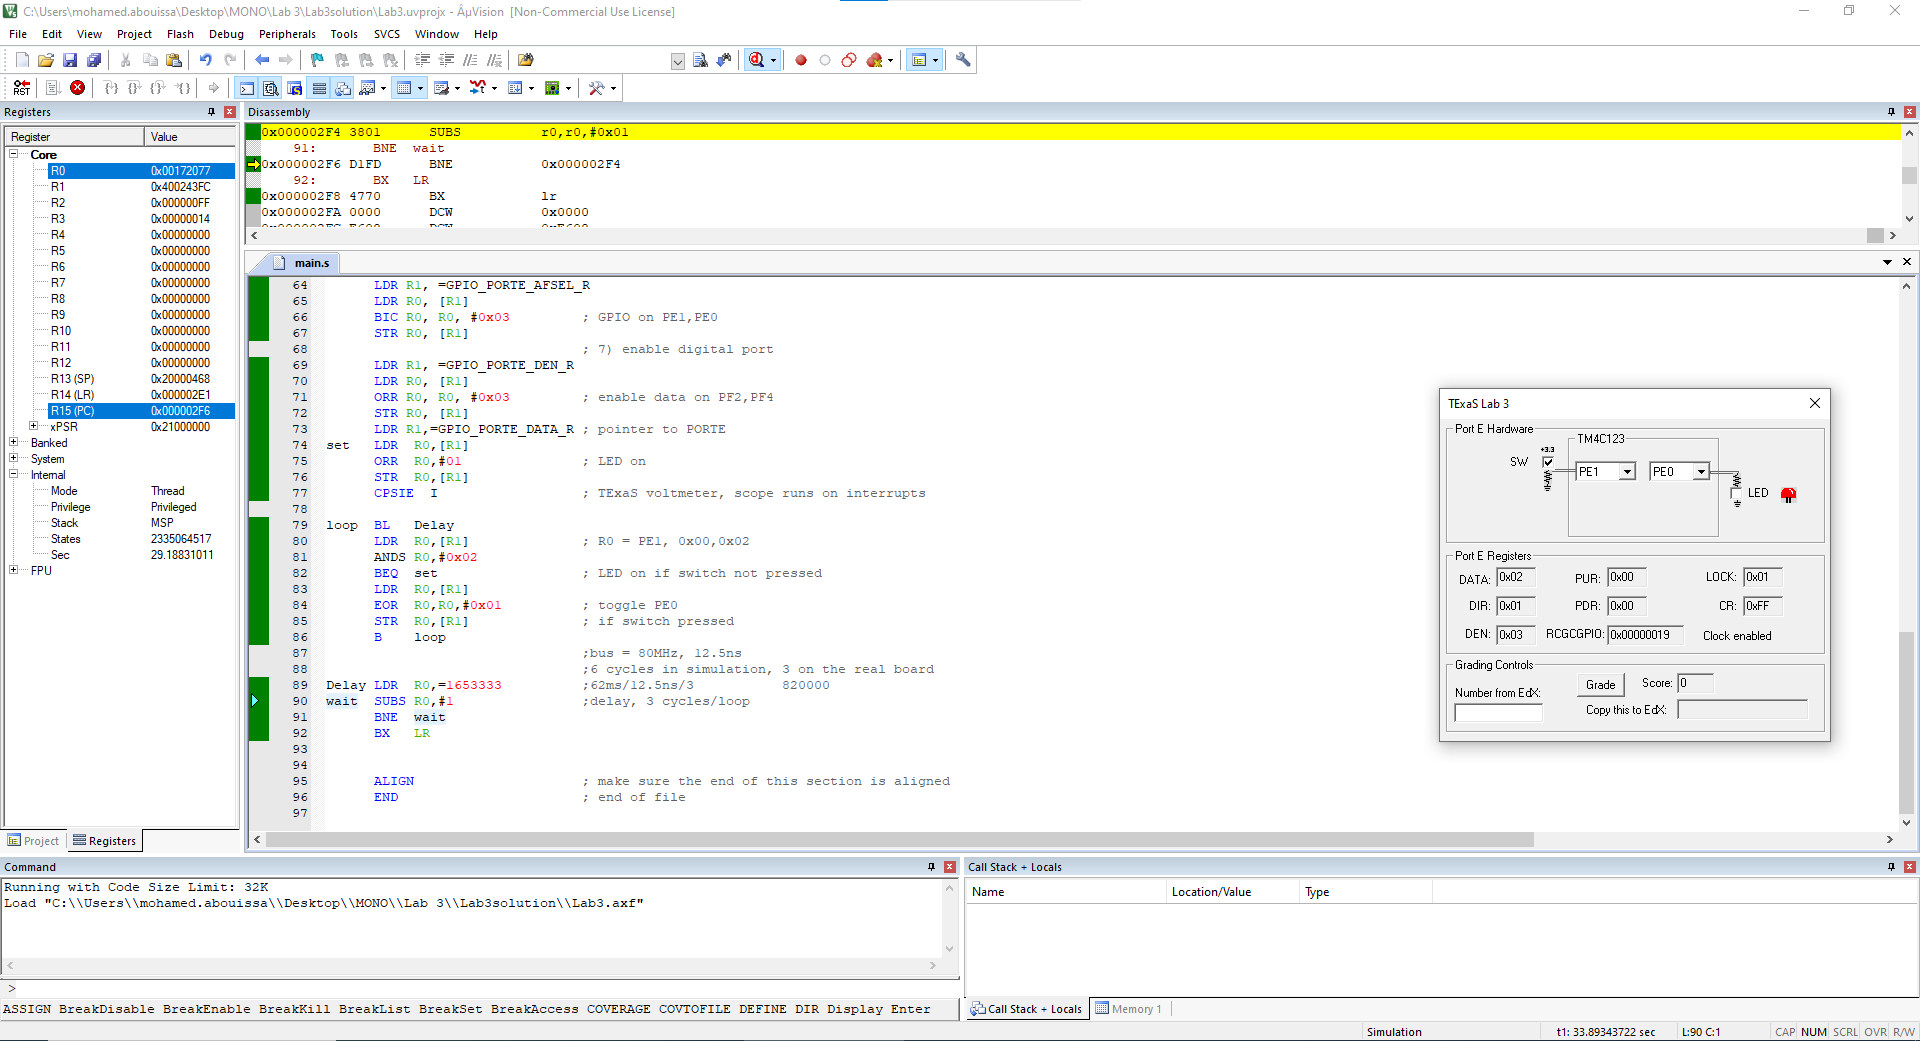 C:\Users\mohamed.abouissa\Desktop\MONO\Lab 3\Lab3solution\Lab3.uvprojx - ÂµVision [Non-Commercial Use License]
File Edit View Project Flash Debug Peripherals Tools SVCS Window Help
RST
Registers
Register Value
Core
R0 0x00172077
R1 0x400243FC
R2 0x000000FF
R3 0x00000014
R4 0x00000000
R5 0x00000000
R6 0x00000000
R7 0x00000000
R8 0x00000000
R9 0x00000000
R10 0x00000000
R11 0x00000000
R12 0x00000000
R13 (SP) 0x20000468
R14 (LR) 0x000002E1
R15 (PC) 0x000002F6
xPSR 0x21000000
Banked
System
Internal
Mode Thread
Privilege Privileged
Stack MSP
States 2335064517
Sec 29.18831011
FPU
Project Registers
Disassembly
0x000002F4 3801 SUBS r0,r0,#0x01
91: BNE wait
0x000002F6 D1FD BNE 0x000002F4
92: BX LR
0x000002F8 4770 BX lr
0x000002FA 0000 DCW 0x0000
main.s
64 LDR R1, =GPIO_PORTE_AFSEL_R
65 LDR R0, [R1]
66 BIC R0, R0, #0x03 ; GPIO on PE1,PE0
67 STR R0, [R1]
68 ; 7) enable digital port
69 LDR R1, =GPIO_PORTE_DEN_R
70 LDR R0, [R1]
71 ORR R0, R0, #0x03 ; enable data on PF2,PF4
72 STR R0, [R1]
73 LDR R1,=GPIO_PORTE_DATA_R ; pointer to PORTE
74 set LDR R0,[R1]
75 ORR R0,#01 ; LED on
76 STR R0,[R1]
77 CPSIE I ; TExaS voltmeter, scope runs on interrupts
78
79 loop BL Delay
80 LDR R0,[R1] ; R0 = PE1, 0x00,0x02
81 ANDS R0,#0x02
82 BEQ set ; LED on if switch not pressed
83 LDR R0,[R1]
84 EOR R0,R0,#0x01 ; toggle PE0
85 STR R0,[R1] ; if switch pressed
86 B loop
87 ;bus = 80MHz, 12.5ns
88 ;6 cycles in simulation, 3 on the real board
89 Delay LDR R0,=1653333 ;62ms/12.5ns/3 820000
90 wait SUBS R0,#1 ;delay, 3 cycles/loop
91 BNE wait
92 BX LR
93
94
95 ALIGN ; make sure the end of this section is aligned
96 END ; end of file
97
TExaS Lab 3
Port E Hardware
TM4C123
+3.3
SW PE1 PE0 LED
Port E Registers
DATA: 0x02 PUR: 0x00 LOCK: 0x01
DIR: 0x01 PDR: 0x00 CR: 0xFF
DEN: 0x03 RCGCGPIO: 0x00000019 Clock enabled
Grading Controls
Number from EdX: Grade Score: 0
Copy this to EdX:
Command
Running with Code Size Limit: 32K
Load "C:\\Users\\mohamed.abouissa\\Desktop\\MONO\\Lab 3\\Lab3solution\\Lab3.axf"
>
ASSIGN BreakDisable BreakEnable BreakKill BreakList BreakSet BreakAccess COVERAGE COVTOFILE DEFINE DIR Display Enter
Call Stack + Locals
Name Location/Value Type
Call Stack + Locals Memory 1
Simulation t1: 33.89343722 sec L:90 C:1 CAP NUM SCRL OVR R/W